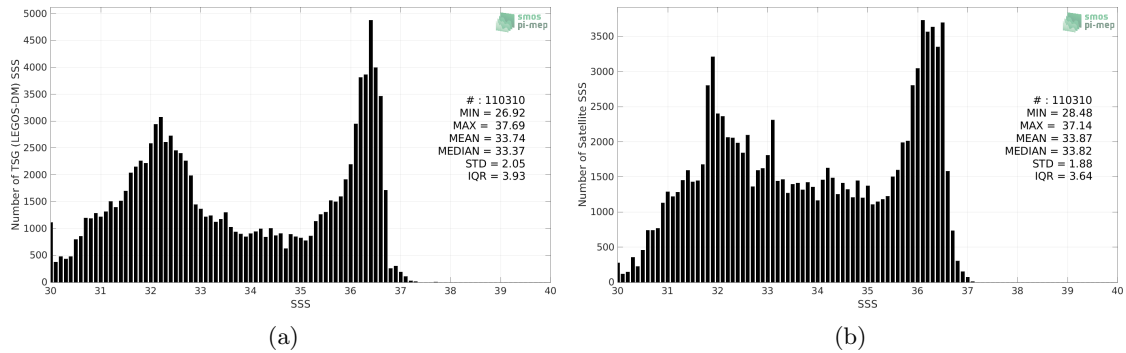 smos
pi-mep
5000
4500
4000
3500
3000
2500
2000
1500
1000
500
0
Number of TSG (LEGOS-DM) SSS
# : 110310
MIN = 26.92
MAX = 37.69
MEAN = 33.74
MEDIAN = 33.37
STD = 2.05
IQR = 3.93
30 31 32 33 34 35 36 37 38 39 40
SSS
(a)
smos
pi-mep
3500
3000
2500
2000
1500
1000
500
0
Number of Satellite SSS
# : 110310
MIN = 28.48
MAX = 37.14
MEAN = 33.87
MEDIAN = 33.82
STD = 1.88
IQR = 3.64
30 31 32 33 34 35 36 37 38 39 40
SSS
(b)